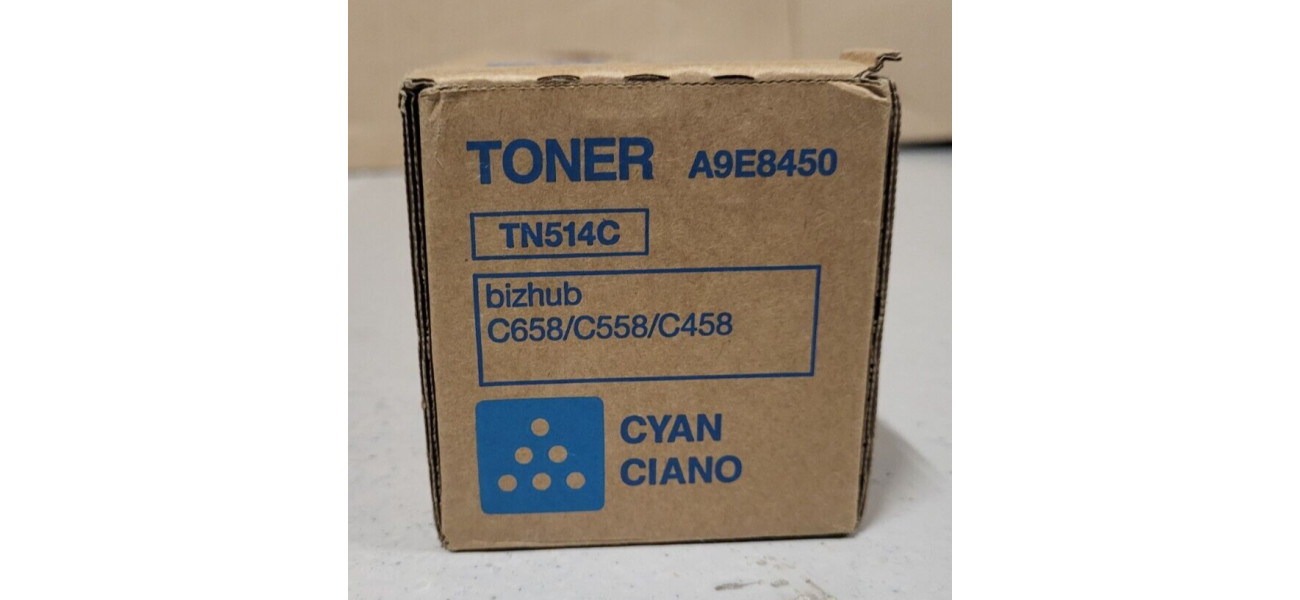 TONER A9E8450
TN514C
bizhub
C658/C558/C458
CYAN
CIANO